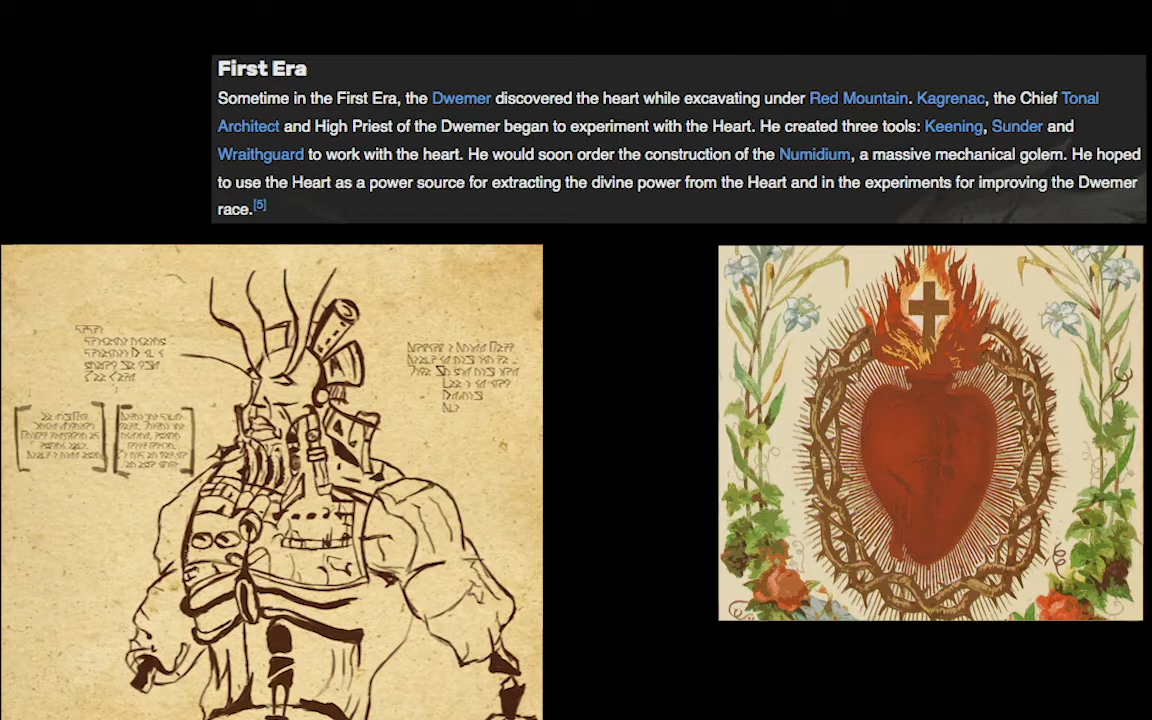 First Era
Sometime in the First Era, the Dwemer discovered the heart while excavating under Red Mountain. Kagrenac, the Chief Tonal
Architect and High Priest of the Dwemer began to experiment with the Heart. He created three tools: Keening, Sunder and
Wraithguard to work with the heart. He would soon order the construction of the Numidium, a massive mechanical golem. He hoped
to use the Heart as a power source for extracting the divine power from the Heart and in the experiments for improving the Dwemer
race.[5]